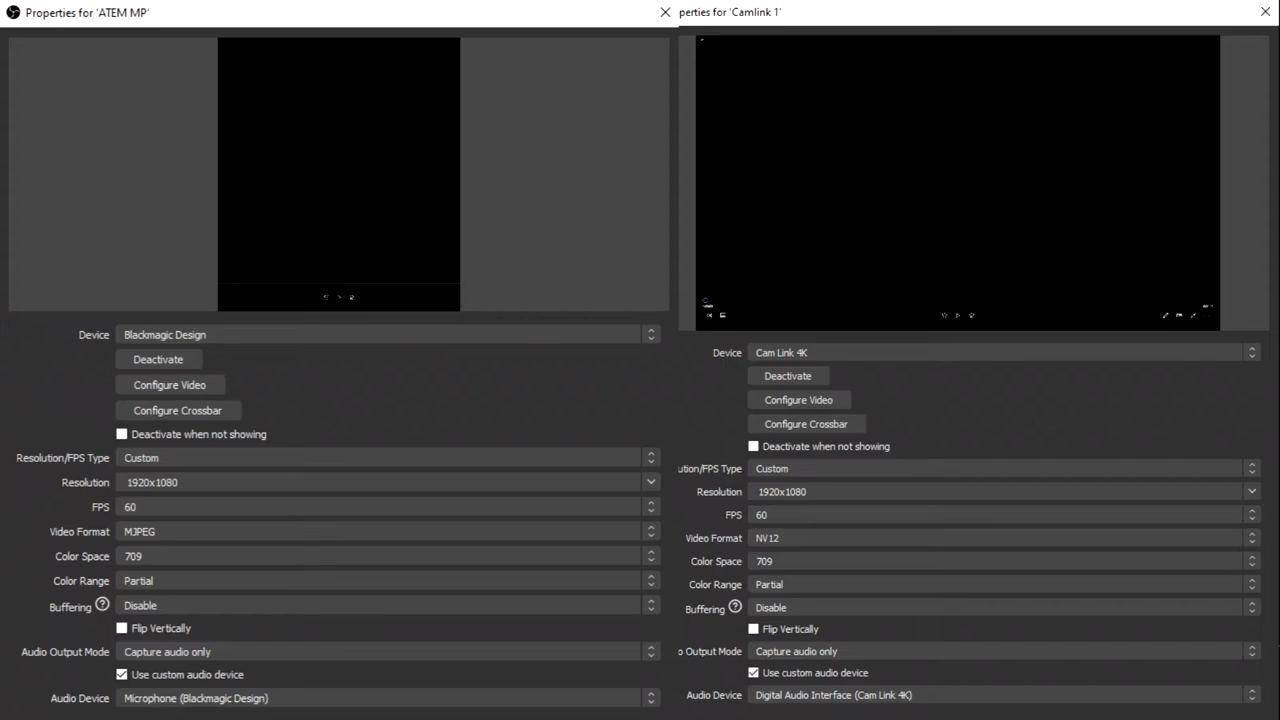 Properties for 'ATEM MP'
Device Blackmagic Design
Deactivate
Configure Video
Configure Crossbar
Deactivate when not showing
Resolution/FPS Type Custom
Resolution 1920x1080
FPS 60
Video Format MJPEG
Color Space 709
Color Range Partial
Buffering ? Disable
Flip Vertically
Audio Output Mode Capture audio only
Use custom audio device
Audio Device Microphone (Blackmagic Design)
perties for 'Camlink 1'
Device Cam Link 4K
Deactivate
Configure Video
Configure Crossbar
Deactivate when not showing
ution/FPS Type Custom
Resolution 1920x1080
FPS 60
Video Format NV12
Color Space 709
Color Range Partial
Buffering ? Disable
Flip Vertically
o Output Mode Capture audio only
Use custom audio device
Audio Device Digital Audio Interface (Cam Link 4K)